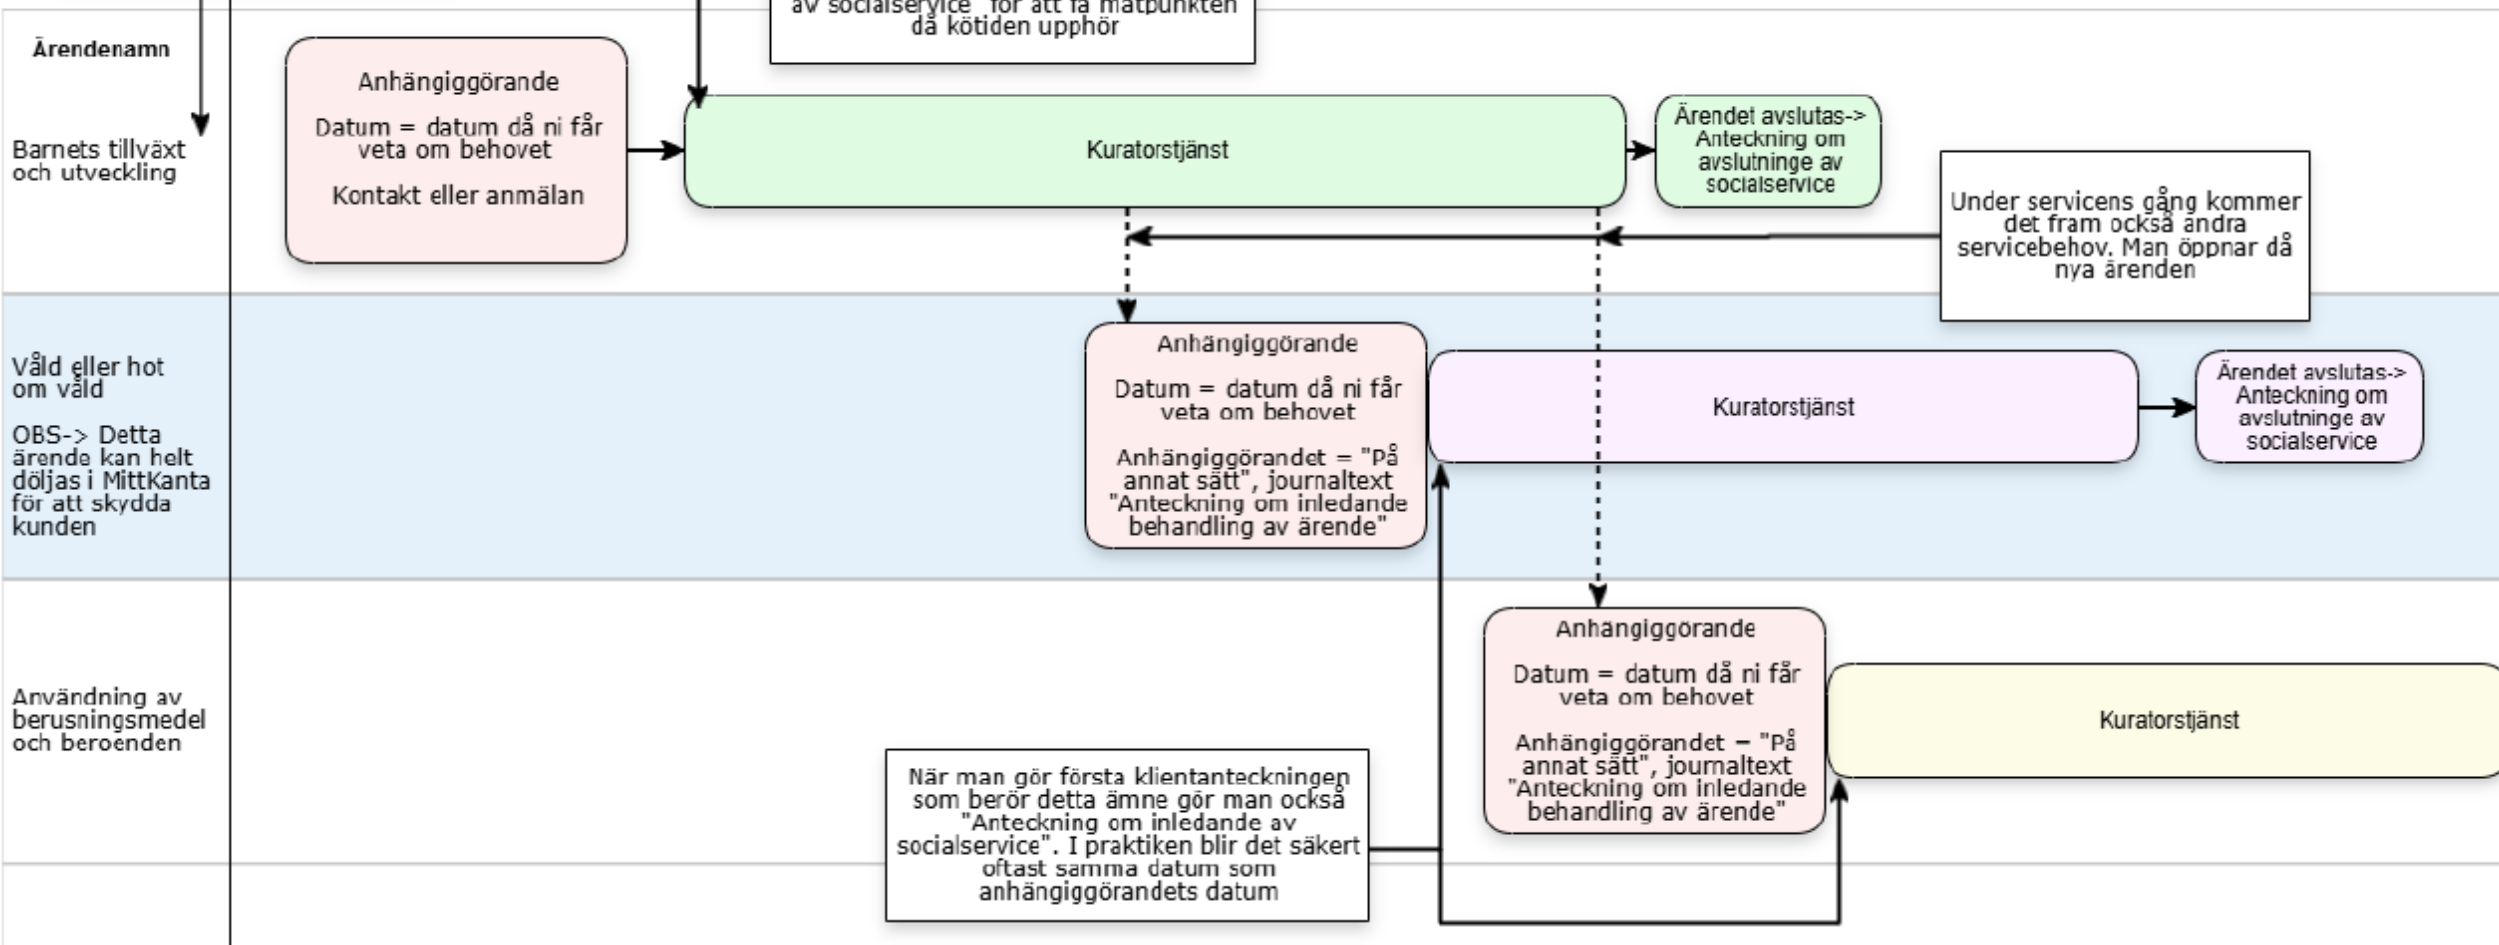 av socialservice" för att få mätpunkten
då kötiden upphör
Ärendenamn
Barnets tillväxt
och utveckling
Anhängiggörande
Datum = datum då ni får
veta om behovet
Kontakt eller anmälan
Kuratorstjänst
Ärendet avslutas->
Anteckning om
avslutninge av
socialservice
Under servicens gång kommer
det fram också andra
servicebehov. Man öppnar då
nya ärenden
Våld eller hot
om våld
OBS-> Detta
ärende kan helt
döljas i MittKanta
för att skydda
kunden
Anhängiggörande
Datum = datum då ni får
veta om behovet
Anhängiggörandet = "På
annat sätt", journaltext
"Anteckning om inledande
behandling av ärende"
Kuratorstjänst
Ärendet avslutas->
Anteckning om
avslutninge av
socialservice
Användning av
berusningsmedel
och beroenden
Anhängiggörande
Datum = datum då ni får
veta om behovet
Anhängiggörandet = "På
annat sätt", journaltext
"Anteckning om inledande
behandling av ärende"
Kuratorstjänst
När man gör första klientanteckningen
som berör detta ämne gör man också
"Anteckning om inledande av
socialservice". I praktiken blir det säkert
oftast samma datum som
anhängiggörandets datum